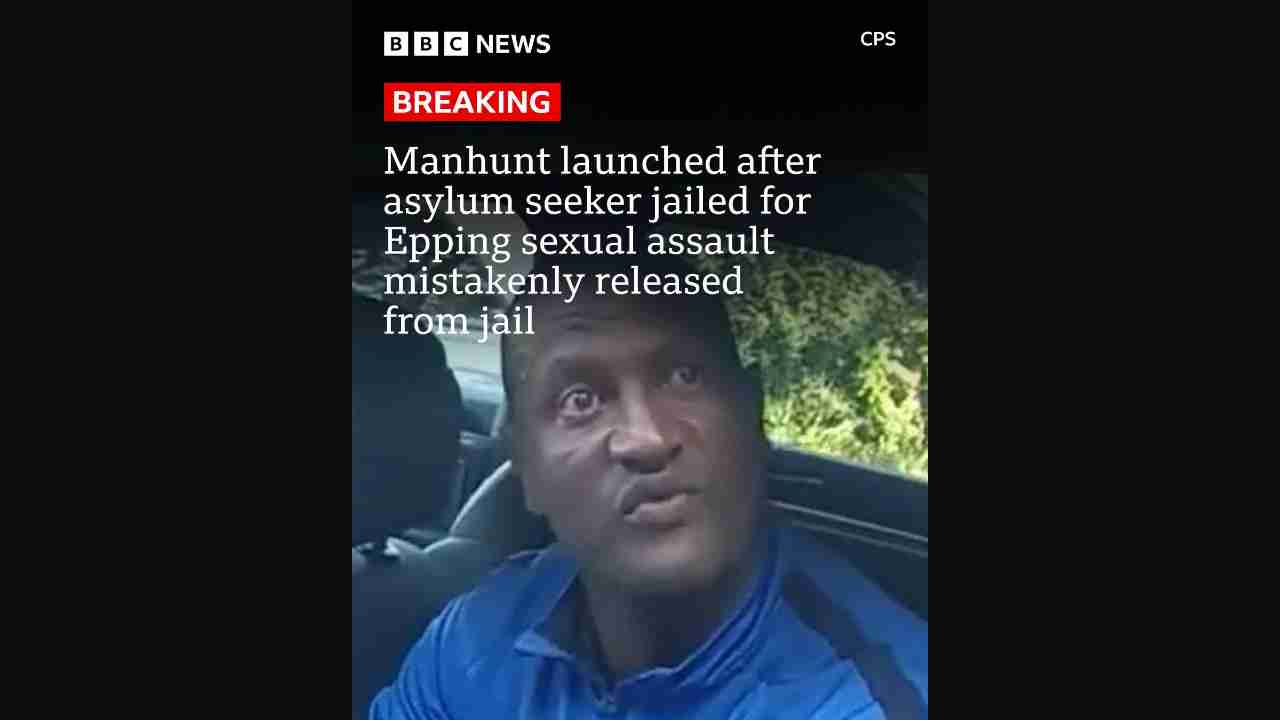 BBC NEWS
CPS
BREAKING
Manhunt launched after
asylum seeker jailed for
Epping sexual assault
mistakenly released
from jail